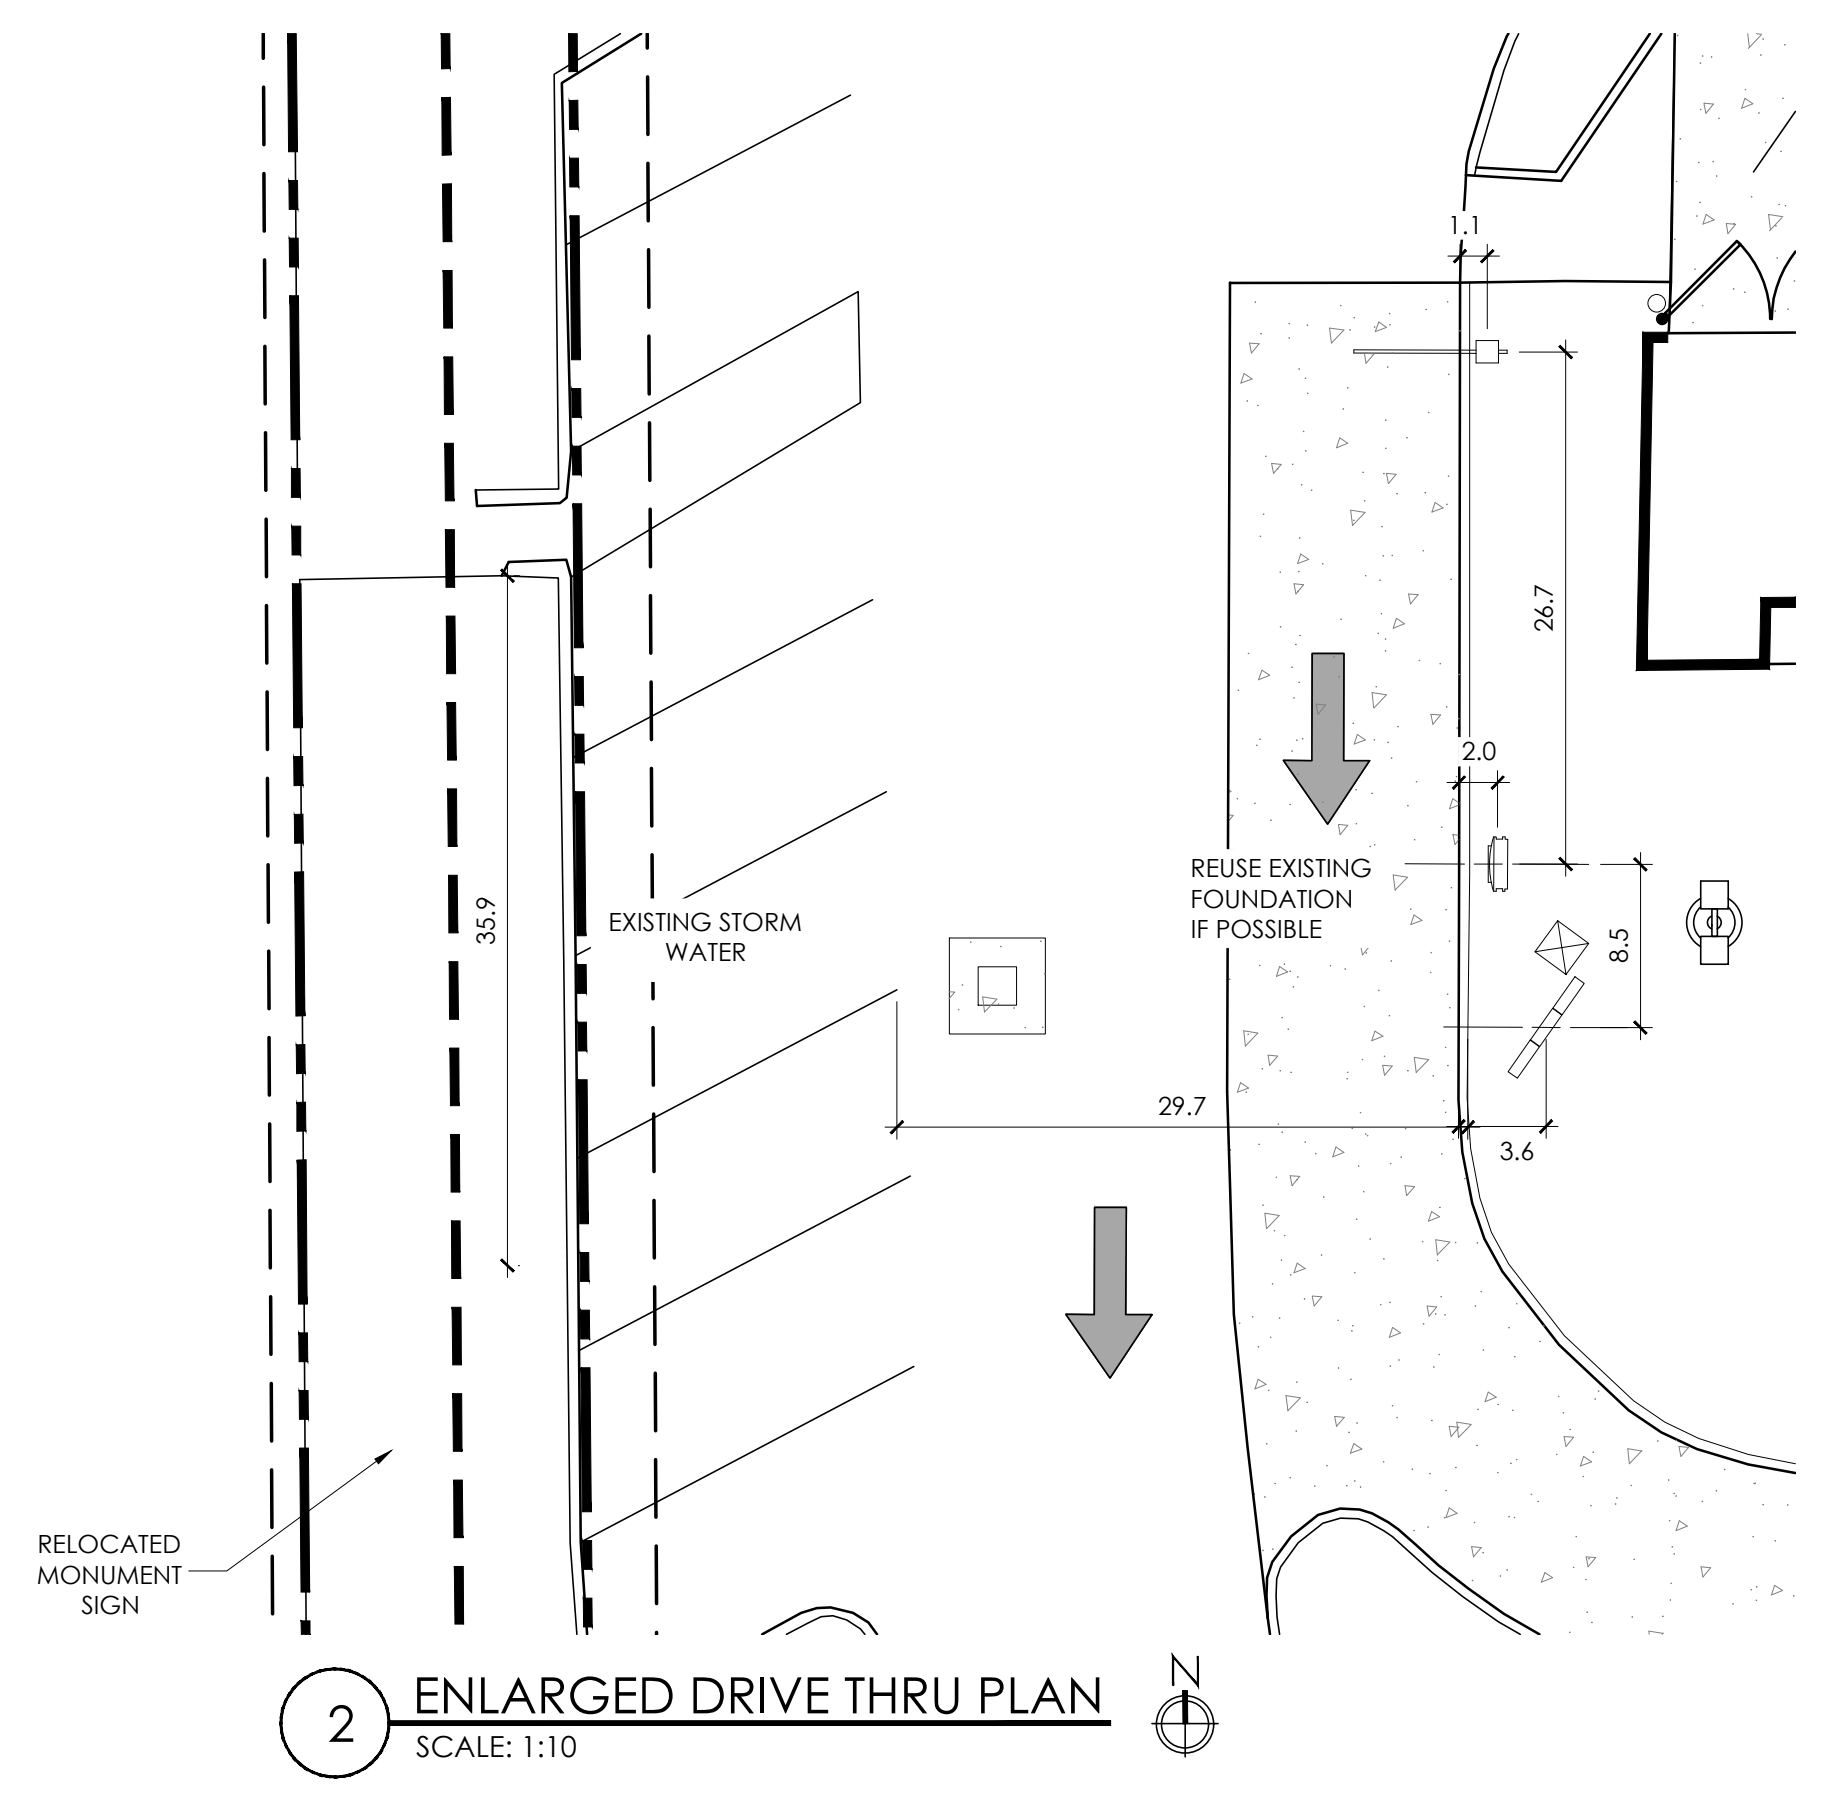 1.1
26.7
2.0
REUSE EXISTING
FOUNDATION
IF POSSIBLE
35.9
EXISTING STORM
WATER
8.5
29.7
3.6
RELOCATED
MONUMENT
SIGN
N
2
ENLARGED DRIVE THRU PLAN
SCALE: 1:10